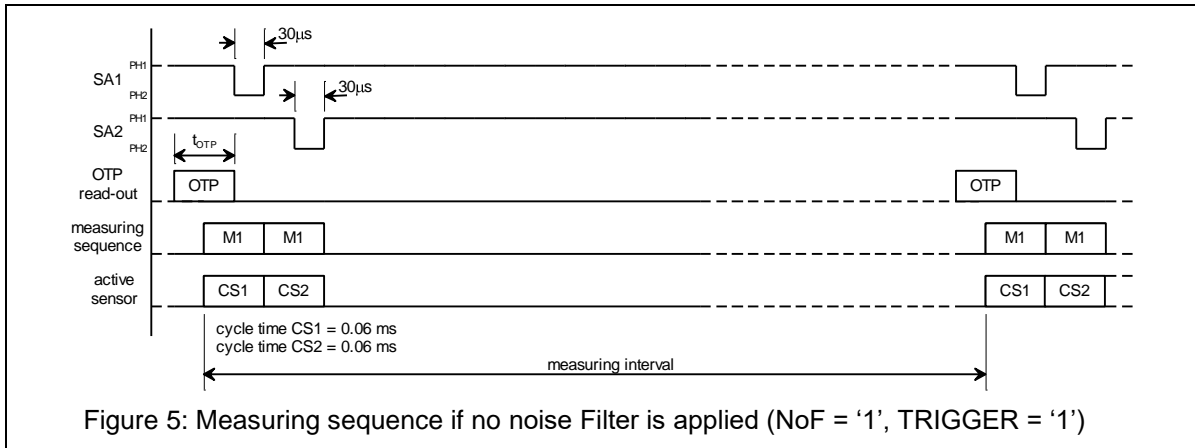 30µs
SA1 PH1
PH2
30µs
SA2 PH1
PH2
tOTP
OTP
read-out
OTP
OTP
measuring
sequence
M1 M1
M1 M1
active
sensor
CS1 CS2
CS1 CS2
cycle time CS1 = 0.06 ms
cycle time CS2 = 0.06 ms
measuring interval
Figure 5: Measuring sequence if no noise Filter is applied (NoF = ‘1’, TRIGGER = ‘1’)